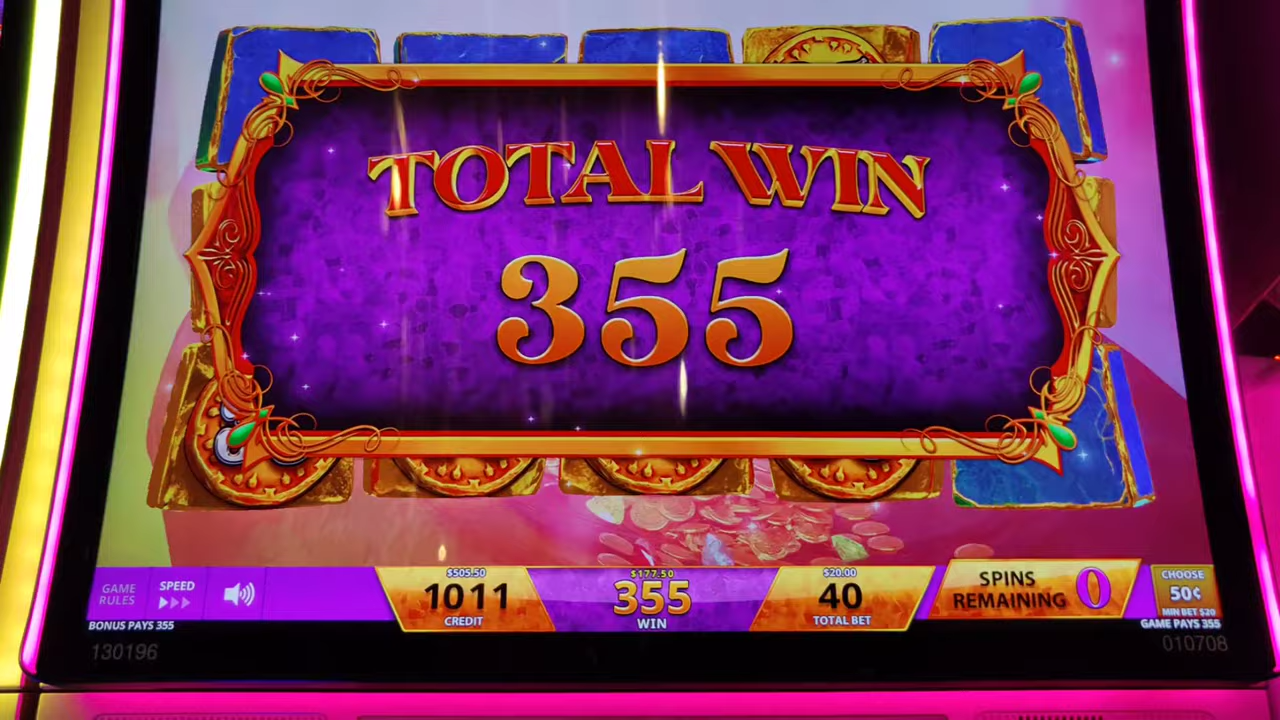 TOTAL WIN
355
GAME RULES
SPEED
$505.50
1011
CREDIT
$177.50
355
WIN
$20.00
40
TOTAL BET
SPINS
REMAINING 0
CHOOSE
50¢
MIN BET $20
BONUS PAYS 355
GAME PAYS 355
130196
010708